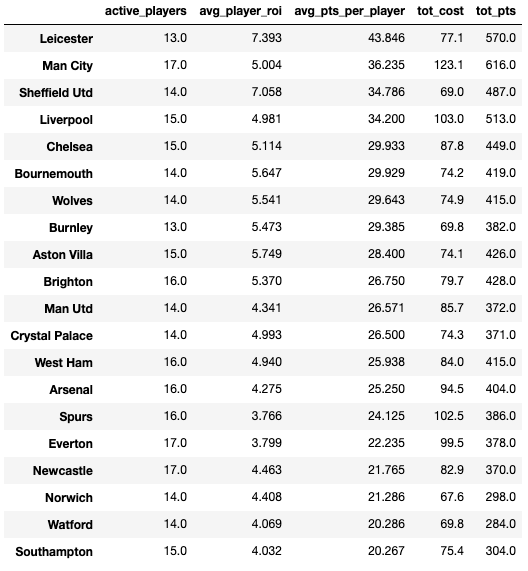 active_players avg_player_roi avg_pts_per_player tot_cost tot_pts
Leicester 13.0 7.393 43.846 77.1 570.0
Man City 17.0 5.004 36.235 123.1 616.0
Sheffield Utd 14.0 7.058 34.786 69.0 487.0
Liverpool 15.0 4.981 34.200 103.0 513.0
Chelsea 15.0 5.114 29.933 87.8 449.0
Bournemouth 14.0 5.647 29.929 74.2 419.0
Wolves 14.0 5.541 29.643 74.9 415.0
Burnley 13.0 5.473 29.385 69.8 382.0
Aston Villa 15.0 5.749 28.400 74.1 426.0
Brighton 16.0 5.370 26.750 79.7 428.0
Man Utd 14.0 4.341 26.571 85.7 372.0
Crystal Palace 14.0 4.993 26.500 74.3 371.0
West Ham 16.0 4.940 25.938 84.0 415.0
Arsenal 16.0 4.275 25.250 94.5 404.0
Spurs 16.0 3.766 24.125 102.5 386.0
Everton 17.0 3.799 22.235 99.5 378.0
Newcastle 17.0 4.463 21.765 82.9 370.0
Norwich 14.0 4.408 21.286 67.6 298.0
Watford 14.0 4.069 20.286 69.8 284.0
Southampton 15.0 4.032 20.267 75.4 304.0